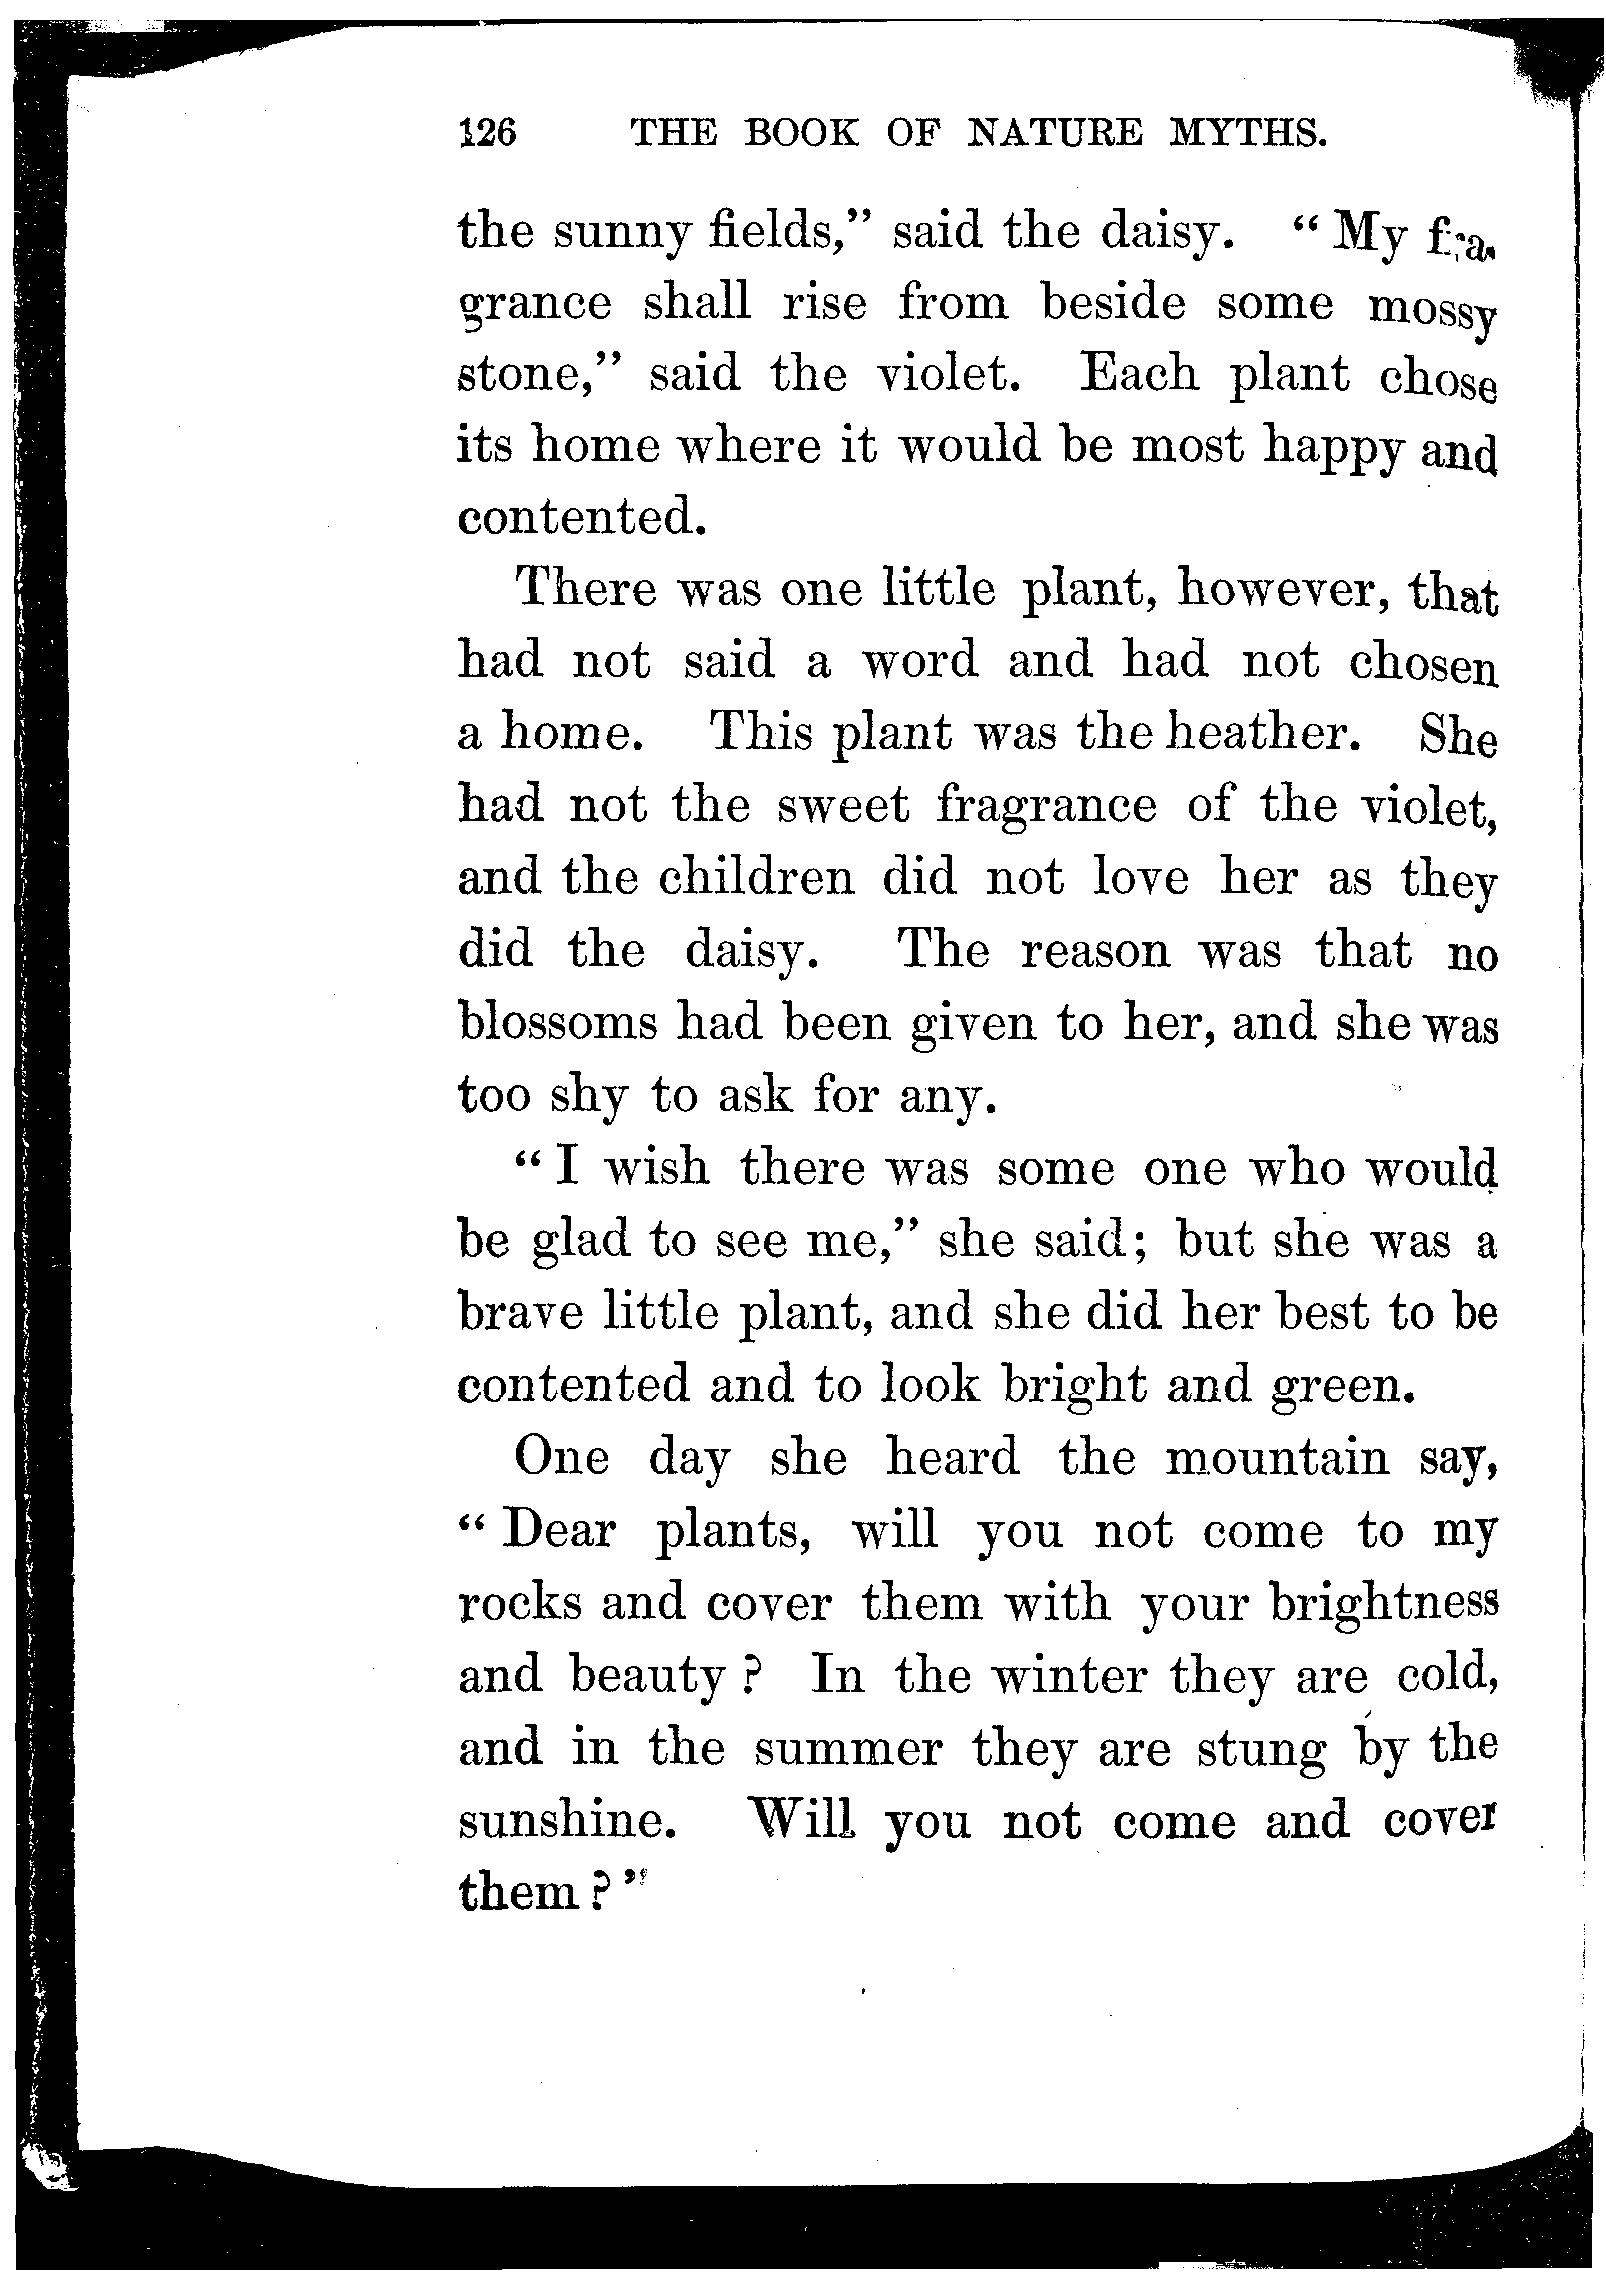 126 THE BOOK OF NATURE MYTHS.
the sunny fields,” said the daisy. “ My fra-
grance shall rise from beside some mossy
stone,” said the violet. Each plant chose
its home where it would be most happy and
contented.
There was one little plant, however, that
had not said a word and had not chosen
a home. This plant was the heather. She
had not the sweet fragrance of the violet,
and the children did not love her as they
did the daisy. The reason was that no
blossoms had been given to her, and she was
too shy to ask for any.
“ I wish there was some one who would
be glad to see me,” she said; but she was a
brave little plant, and she did her best to be
contented and to look bright and green.
One day she heard the mountain say,
“ Dear plants, will you not come to my
rocks and cover them with your brightness
and beauty ? In the winter they are cold,
and in the summer they are stung by the
sunshine. Will you not come and cover
them ? ”